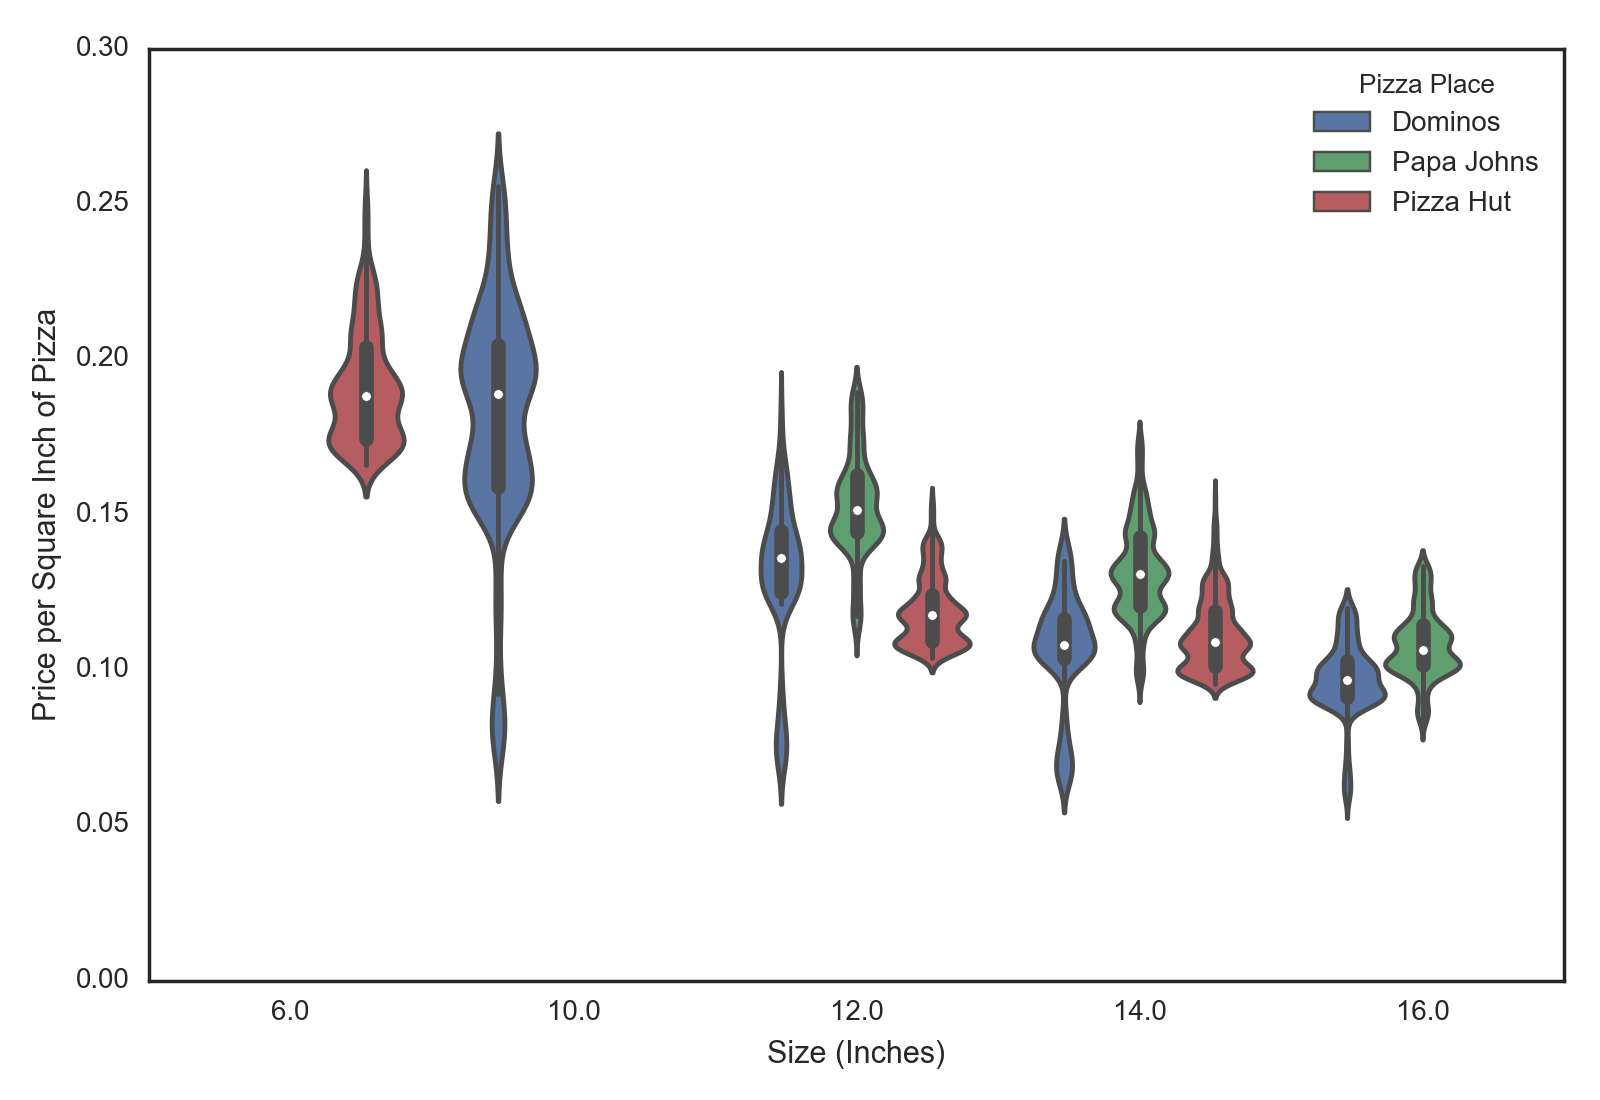 0.30
0.25
0.20
0.15
0.10
0.05
0.00
Price per Square Inch of Pizza
Pizza Place
Dominos
Papa Johns
Pizza Hut
6.0 10.0 12.0 14.0 16.0
Size (Inches)